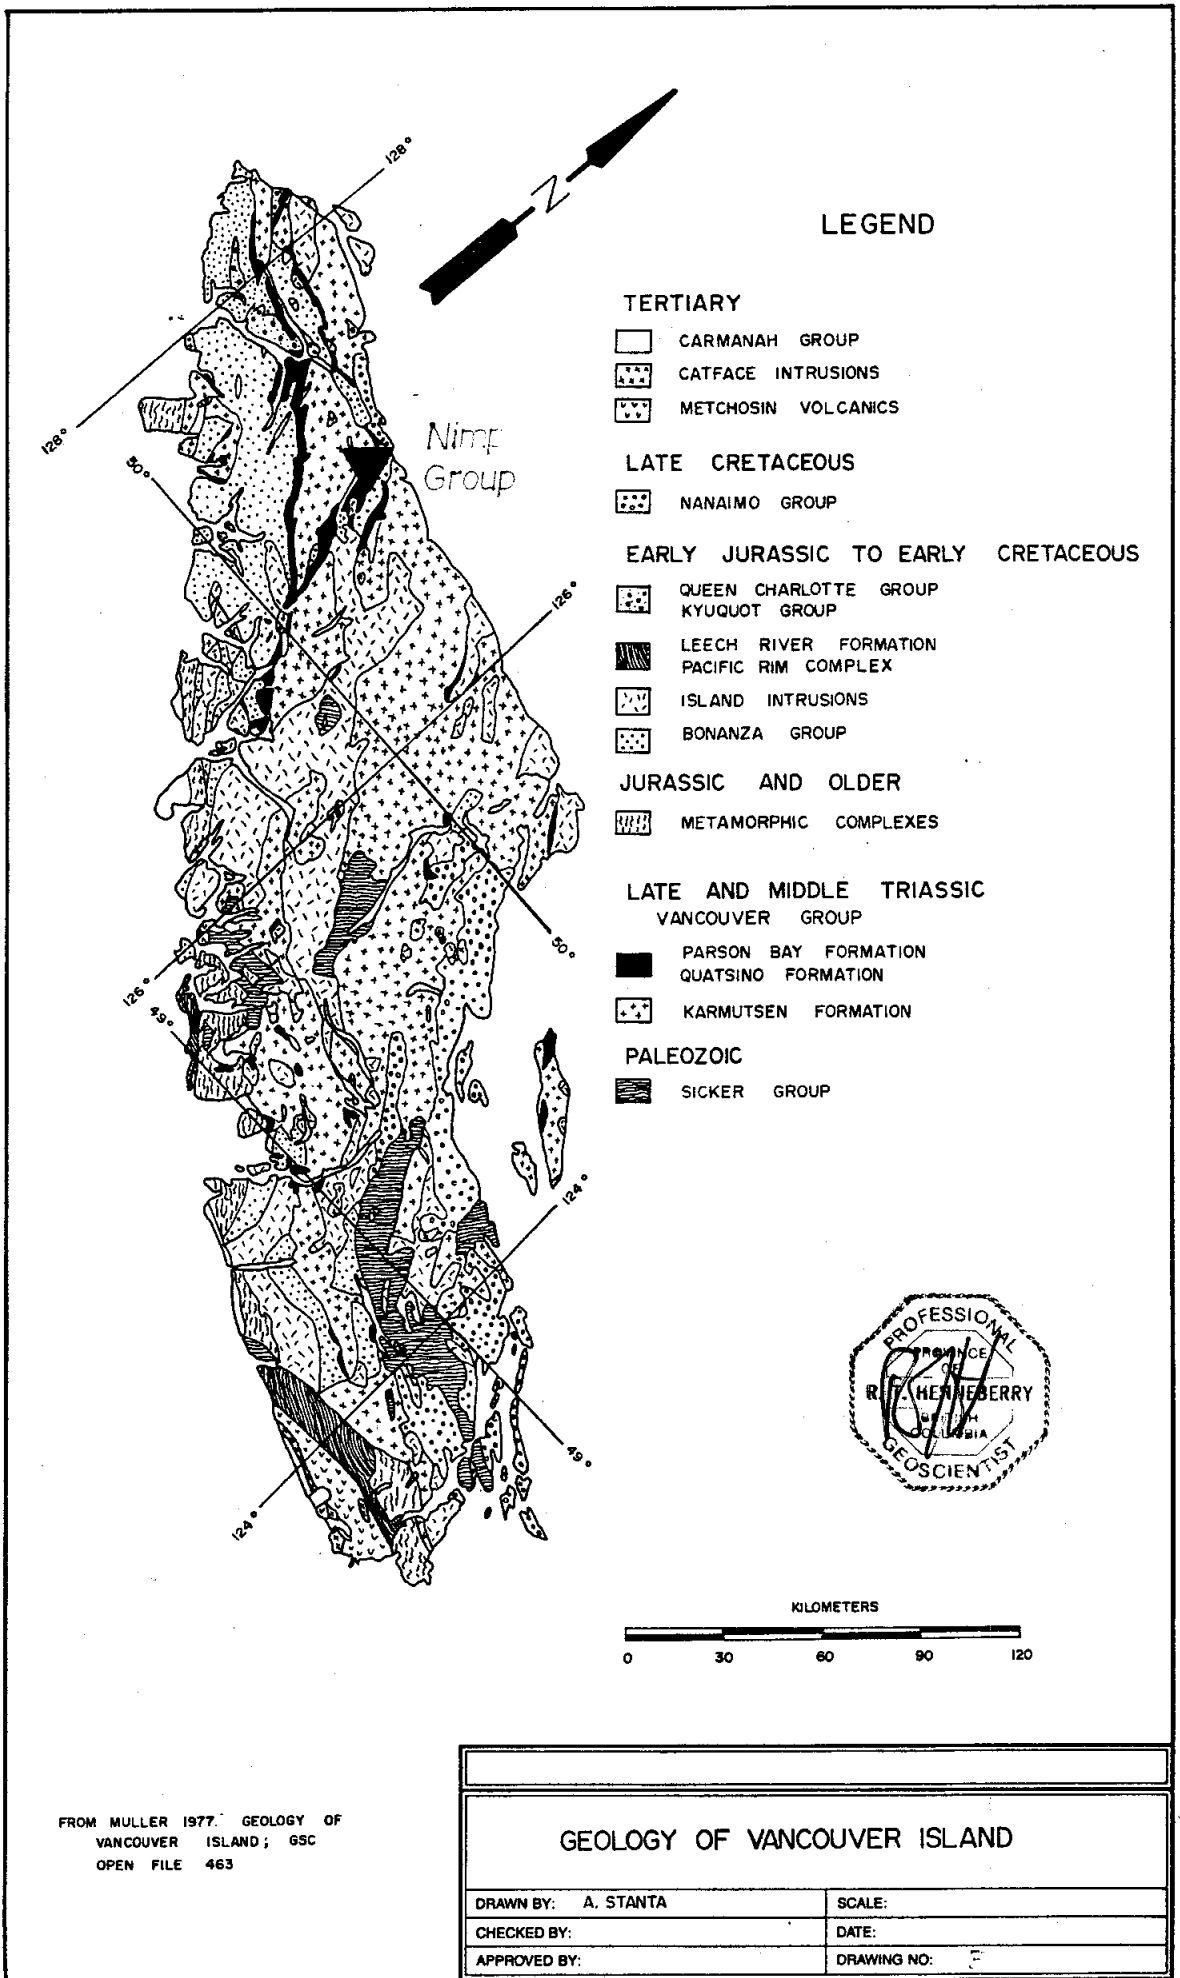 128°
N
128°
50°
Nimp
Group
126°
126°
49°
50°
124°
49°
124°
LEGEND
TERTIARY
CARMANAH GROUP
CATFACE INTRUSIONS
METCHOSIN VOLCANICS
LATE CRETACEOUS
NANAIMO GROUP
EARLY JURASSIC TO EARLY CRETACEOUS
QUEEN CHARLOTTE GROUP
KYUQUOT GROUP
LEECH RIVER FORMATION
PACIFIC RIM COMPLEX
ISLAND INTRUSIONS
BONANZA GROUP
JURASSIC AND OLDER
METAMORPHIC COMPLEXES
LATE AND MIDDLE TRIASSIC
VANCOUVER GROUP
PARSON BAY FORMATION
QUATSINO FORMATION
KARMUTSEN FORMATION
PALEOZOIC
SICKER GROUP
PROFESSIONAL
PROVINCE
OF
HENNEBERRY
BRITISH
COLUMBIA
GEOSCIENTIST
KILOMETERS
0 30 60 90 120
FROM MULLER 1977. GEOLOGY OF
VANCOUVER ISLAND; GSC
OPEN FILE 463
GEOLOGY OF VANCOUVER ISLAND
DRAWN BY: A. STANTA
SCALE:
CHECKED BY:
DATE:
APPROVED BY:
DRAWING NO: